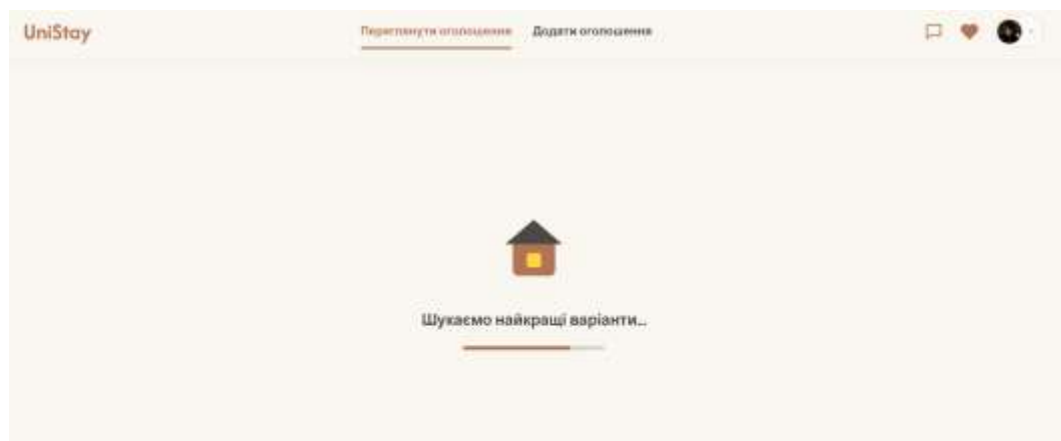 UniStay
Переглянути оголошення
Додати оголошення
Шукаємо найкращі варіанти...